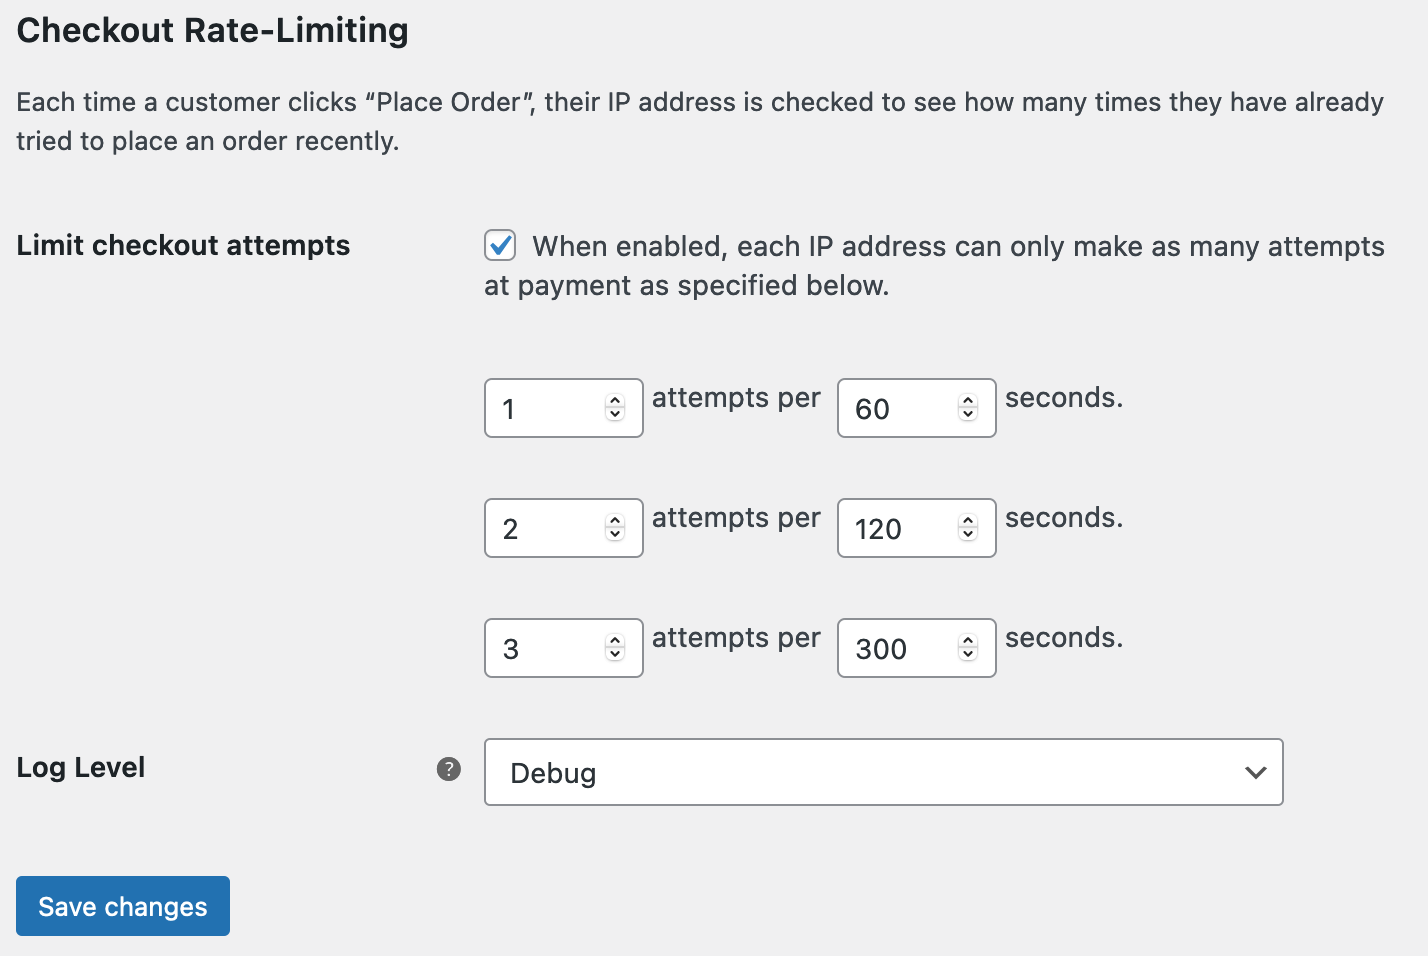 Checkout Rate-Limiting
Each time a customer clicks “Place Order”, their IP address is checked to see how many times they have already
tried to place an order recently.
Limit checkout attempts
When enabled, each IP address can only make as many attempts
at payment as specified below.
1 attempts per 60 seconds.
2 attempts per 120 seconds.
3 attempts per 300 seconds.
Log Level ? Debug
Save changes